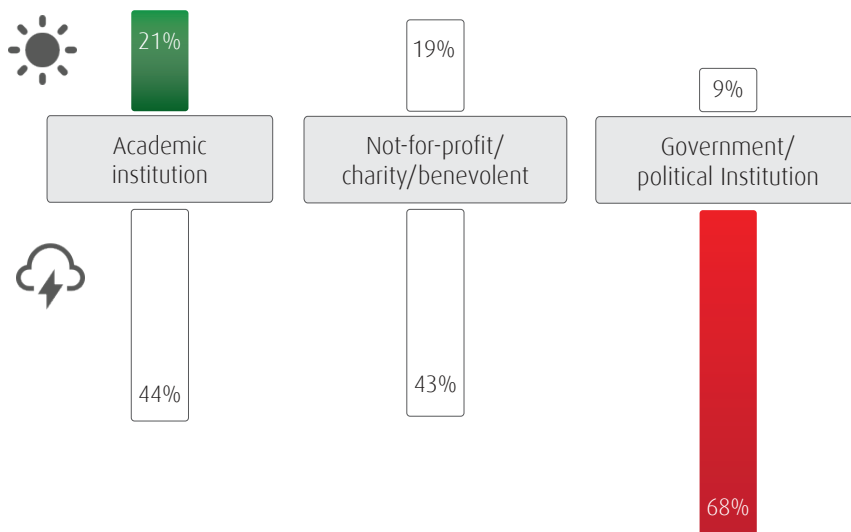 21%
19%
9%
Academic
institution
Not-for-profit/
charity/benevolent
Government/
political Institution
44%
43%
68%